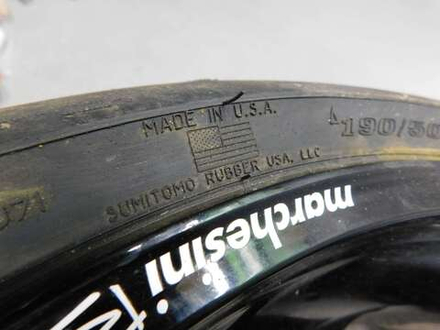 MADE IN U.S.A.
SUMITOMO RUBBER USA, LLC
190/50
marchesini